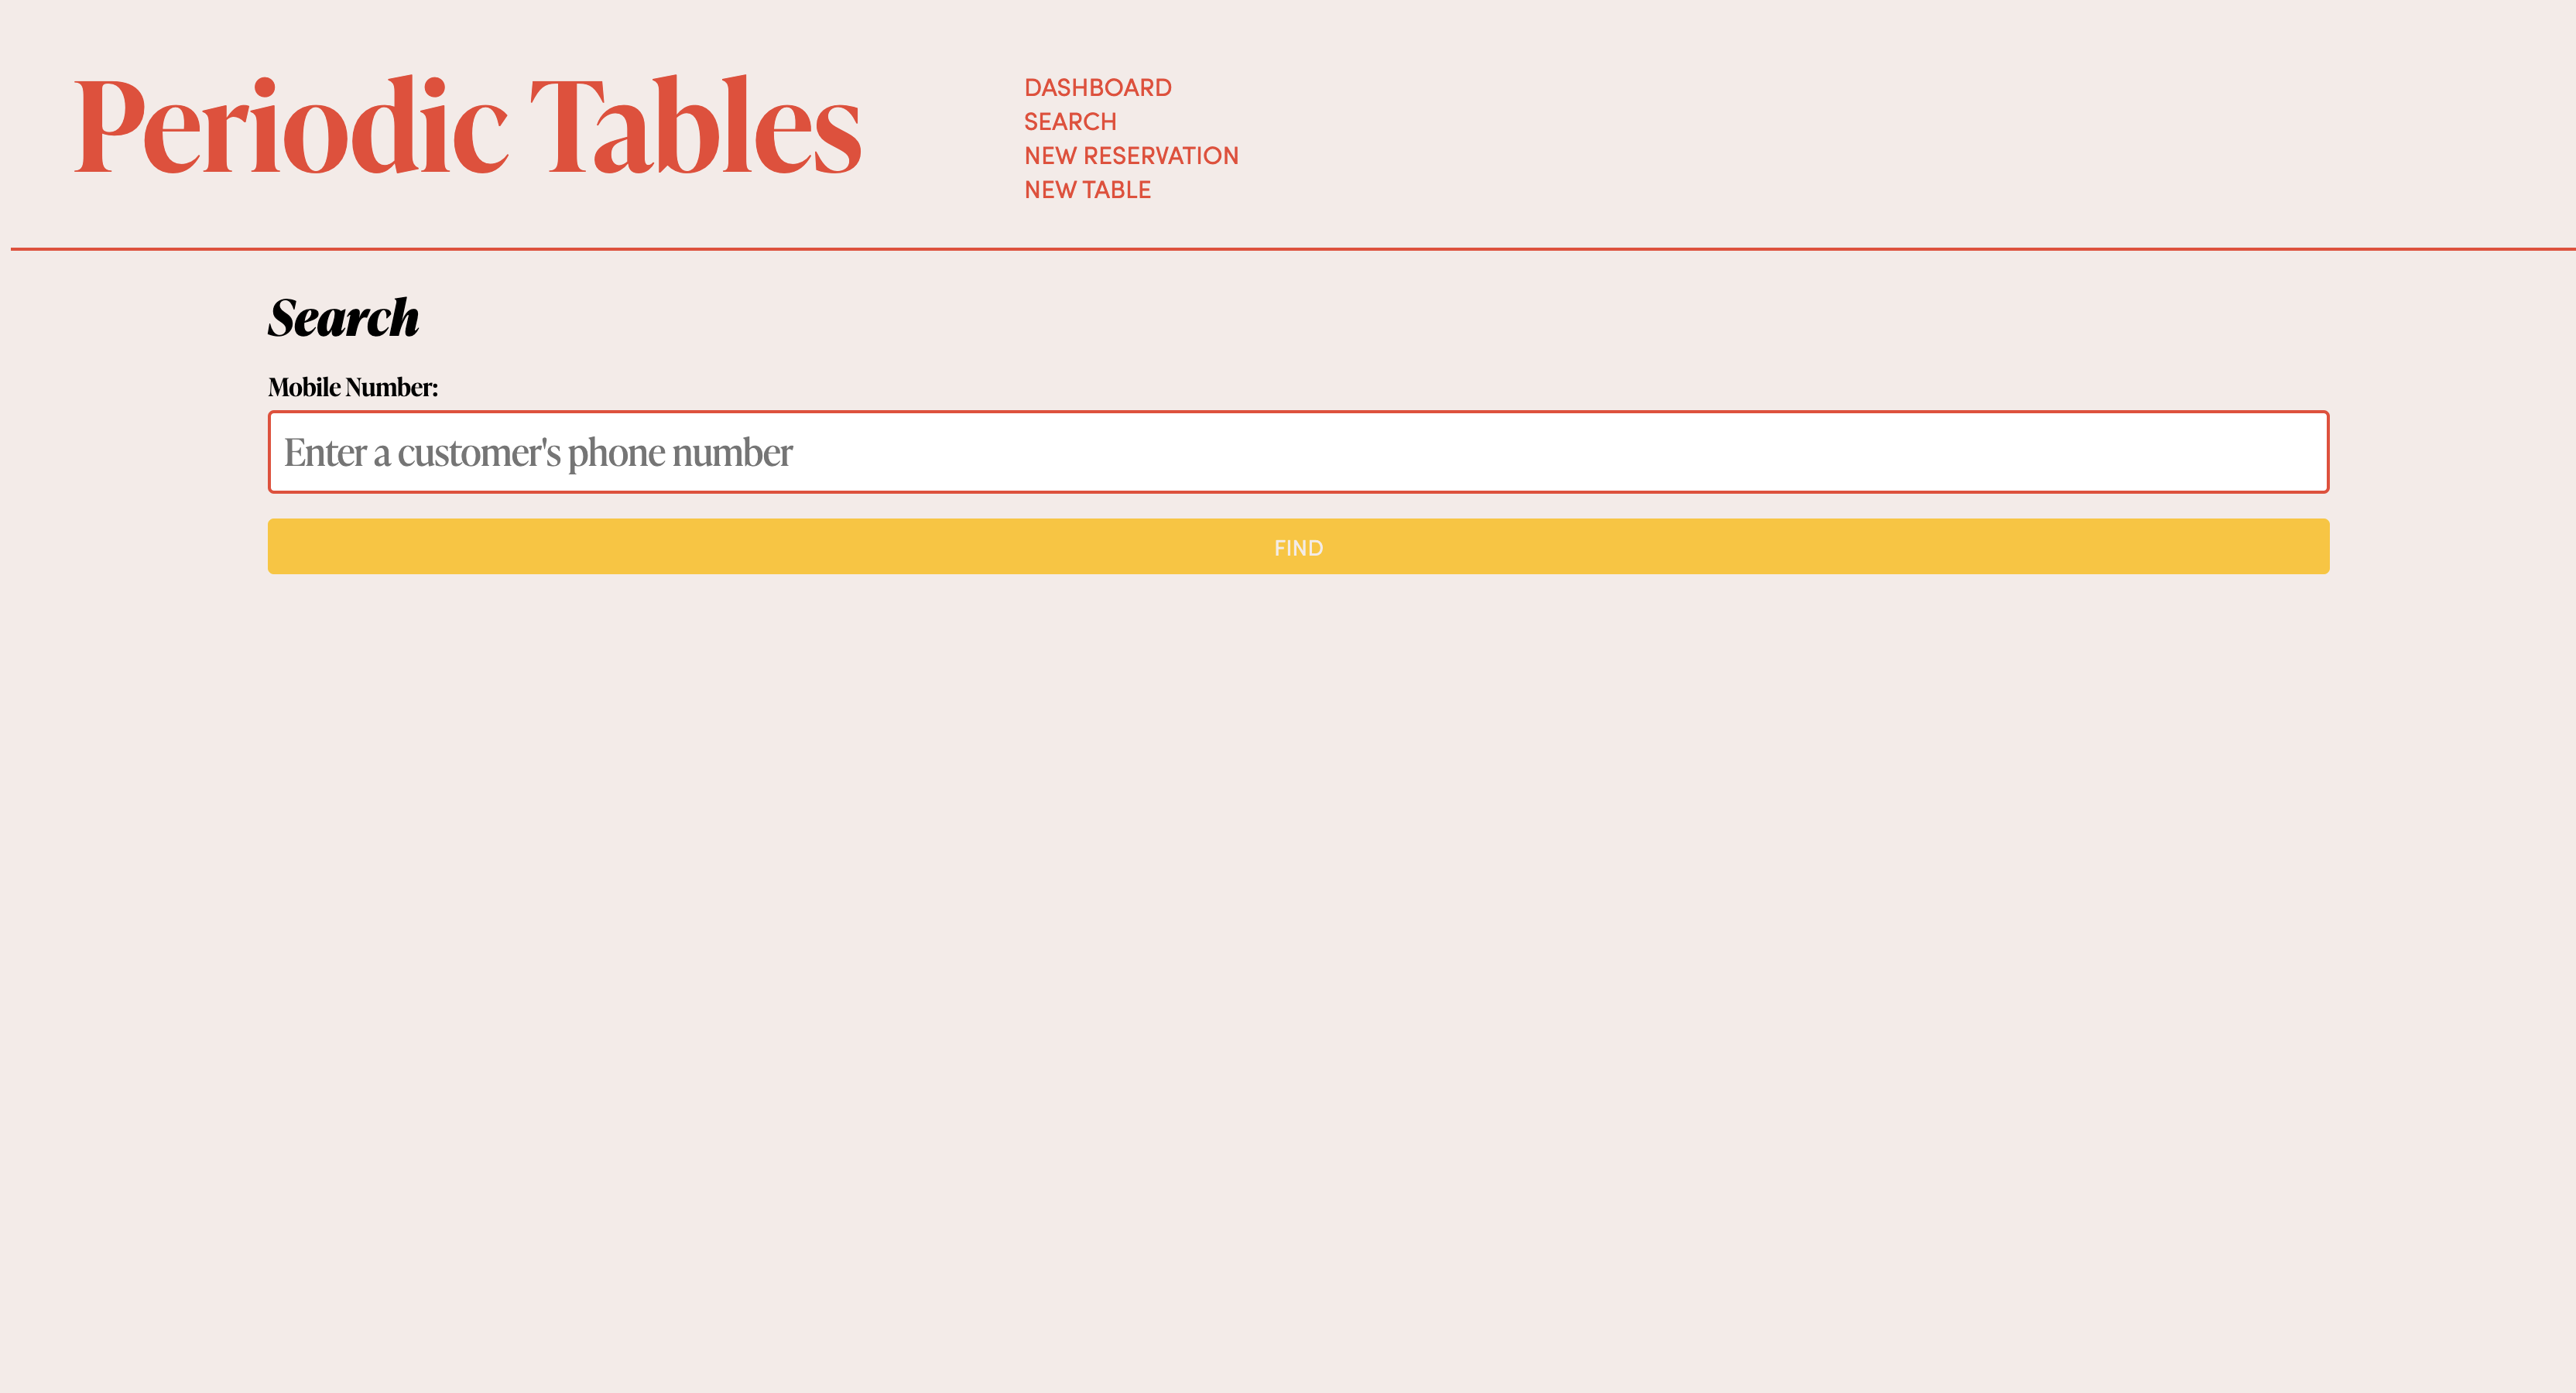 Periodic Tables
DASHBOARD
SEARCH
NEW RESERVATION
NEW TABLE
Search
Mobile Number:
Enter a customer's phone number
FIND